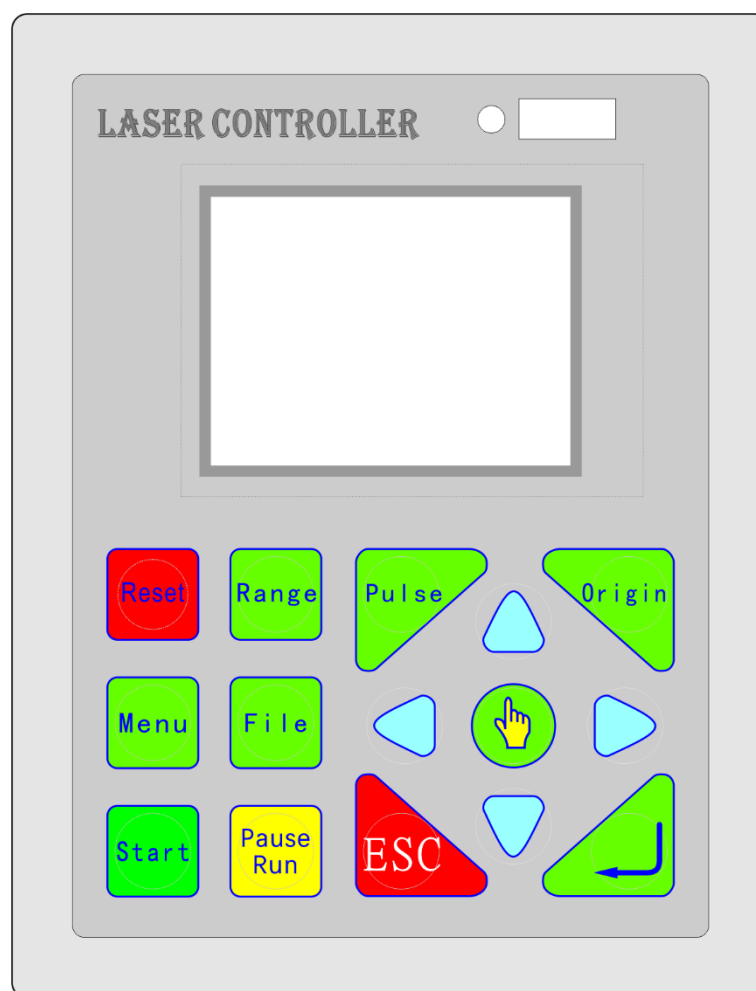 LASER CONTROLLER
Reset
Range
Pulse
Origin
Menu
File
Start
Pause
Run
ESC